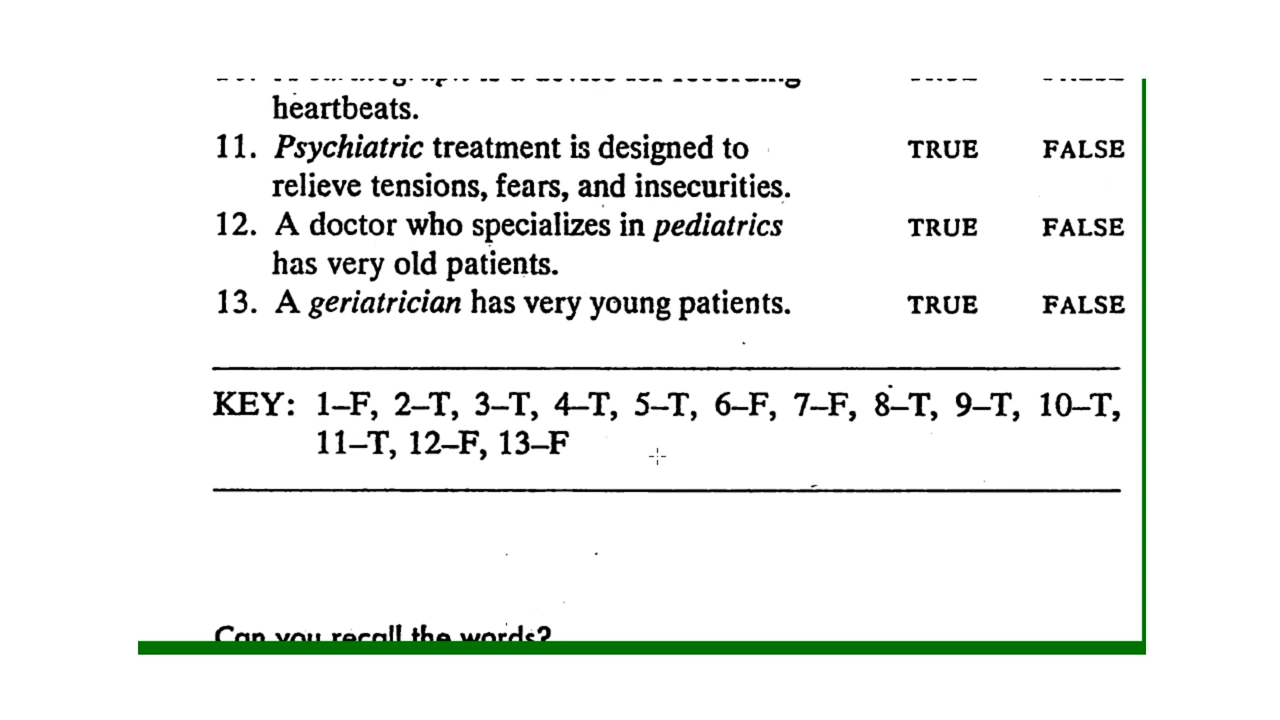 heartbeats.
11. Psychiatric treatment is designed to TRUE FALSE
relieve tensions, fears, and insecurities.
12. A doctor who specializes in pediatrics TRUE FALSE
has very old patients.
13. A geriatrician has very young patients. TRUE FALSE
KEY: 1–F, 2–T, 3–T, 4–T, 5–T, 6–F, 7–F, 8–T, 9–T, 10–T,
11–T, 12–F, 13–F
Can you recall the words?